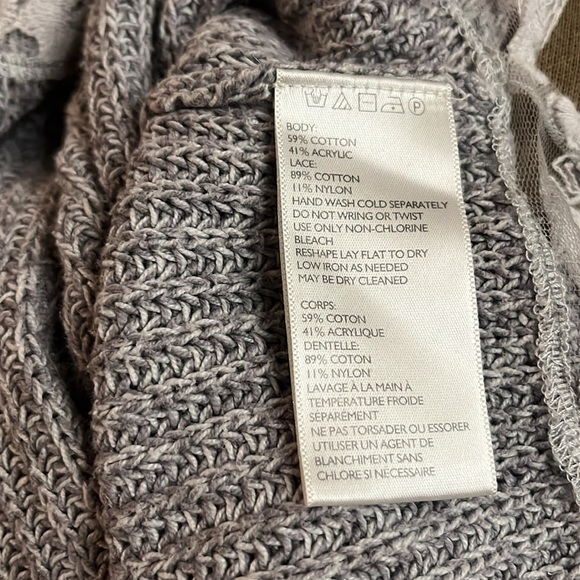 BODY:
59% COTTON
41% ACRYLIC
LACE:
89% COTTON
11% NYLON
HAND WASH COLD SEPARATELY
DO NOT WRING OR TWIST
USE ONLY NON-CHLORINE
BLEACH
RESHAPE LAY FLAT TO DRY
LOW IRON AS NEEDED
MAY BE DRY CLEANED
CORPS:
59% COTON
41% ACRYLIQUE
DENTELLE:
89% COTON
11% NYLON
LAVAGE À LA MAIN À
TEMPÉRATURE FROIDE
SÉPARÉMENT
NE PAS TORSADER OU ESSORER
UTILISER UN AGENT DE
BLANCHIMENT SANS
CHLORE SI NÉCESSAIRE